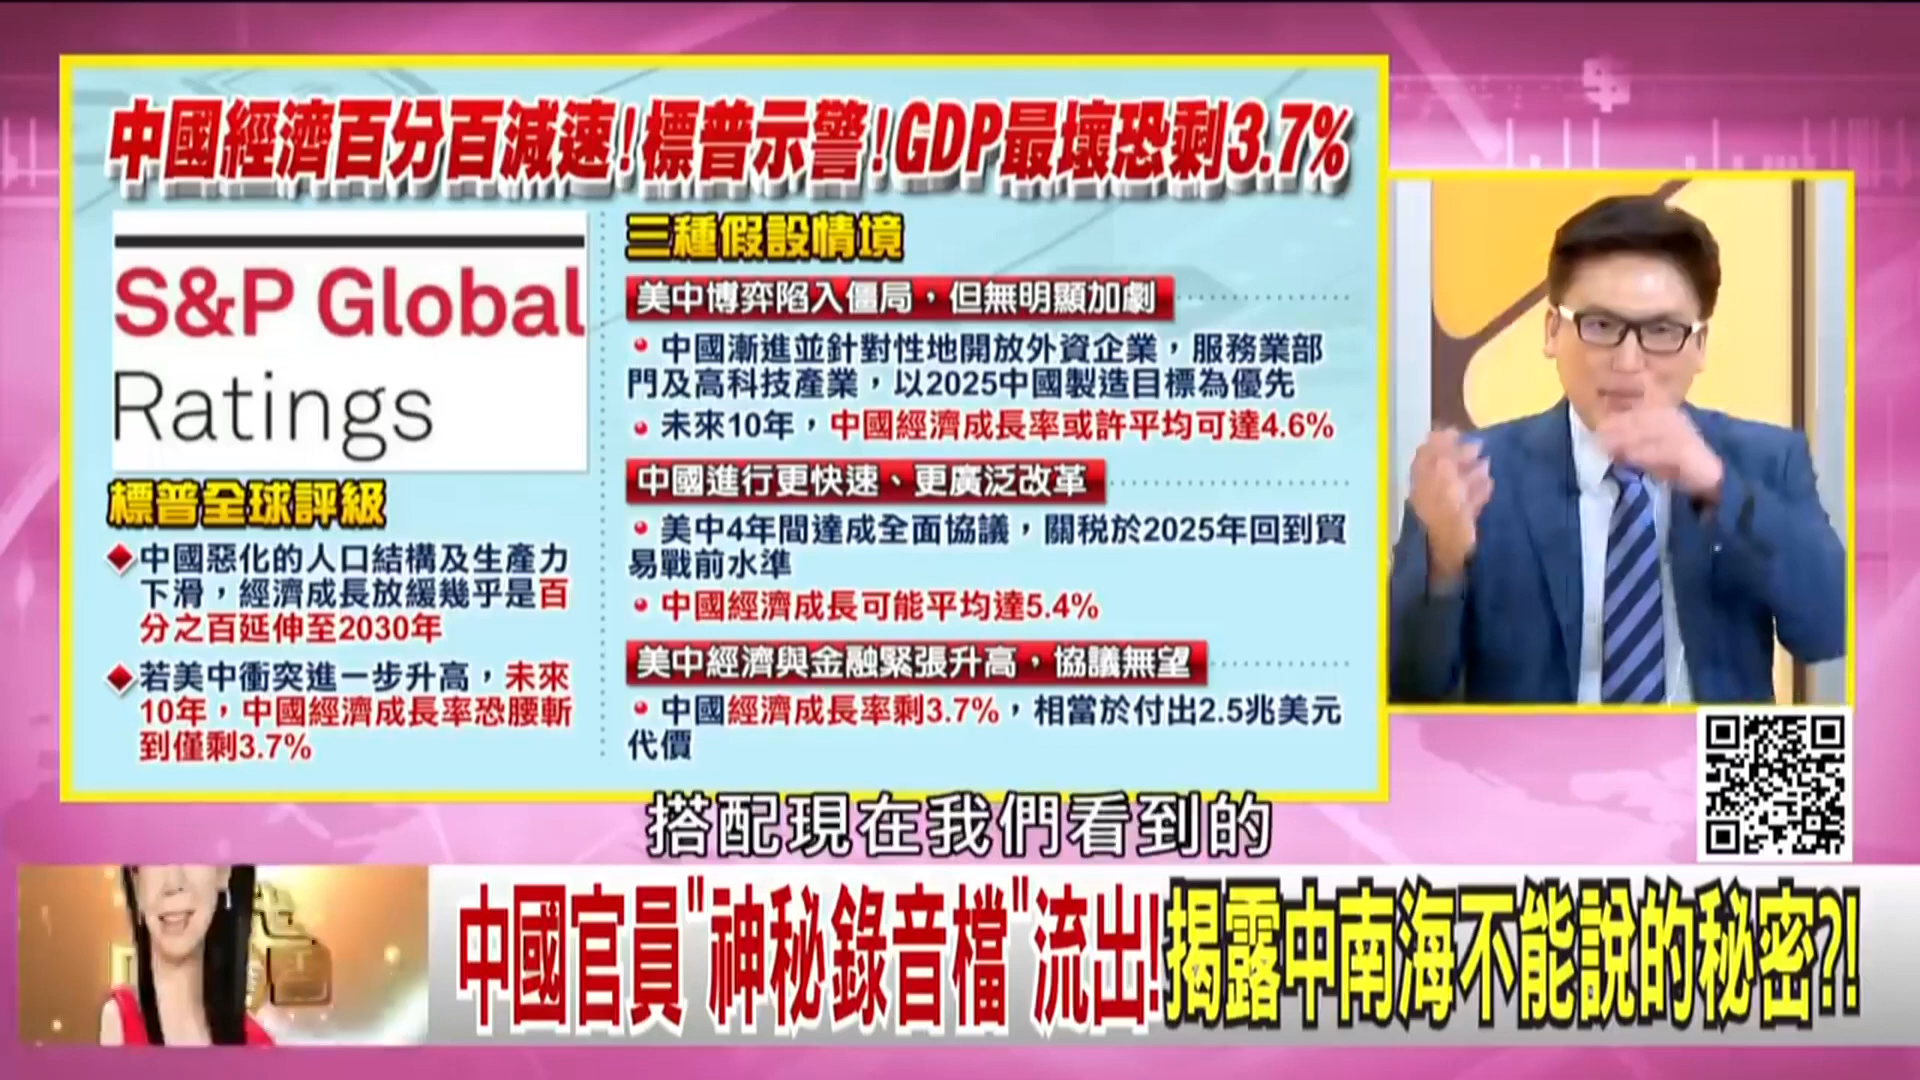 中國經濟百分百減速!標普示警!GDP最壞恐剩3.7%
S&P Global
Ratings
標普全球評級
中國惡化的人口結構及生產力
下滑，經濟成長放緩幾乎是百
分之百延伸至2030年
若美中衝突進一步升高，未來
10年，中國經濟成長率恐腰斬
到僅剩3.7%
三種假設情境
美中博弈陷入僵局，但無明顯加劇
中國漸進並針對性地開放外資企業，服務業部
門及高科技產業，以2025中國製造目標為優先
未來10年，中國經濟成長率或許平均可達4.6%
中國進行更快速、更廣泛改革
美中4年間達成全面協議，關稅於2025年回到貿
易戰前水準
中國經濟成長可能平均達5.4%
美中經濟與金融緊張升高，協議無望
中國經濟成長率剩3.7%，相當於付出2.5兆美元
代價
搭配現在我們看到的
中國官員"神秘錄音檔"流出!揭露中南海不能說的秘密?!